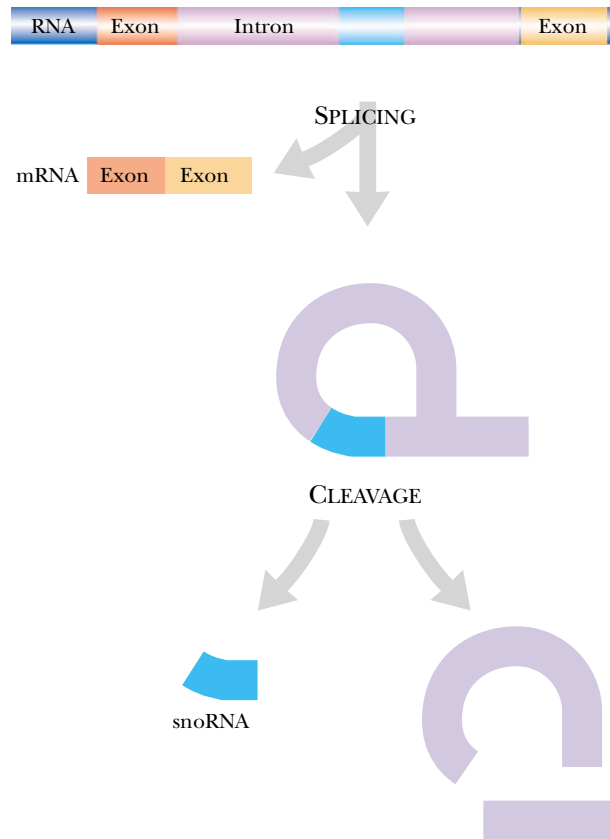 RNA Exon Intron Exon
SPLICING
mRNA Exon Exon
CLEAVAGE
snoRNA